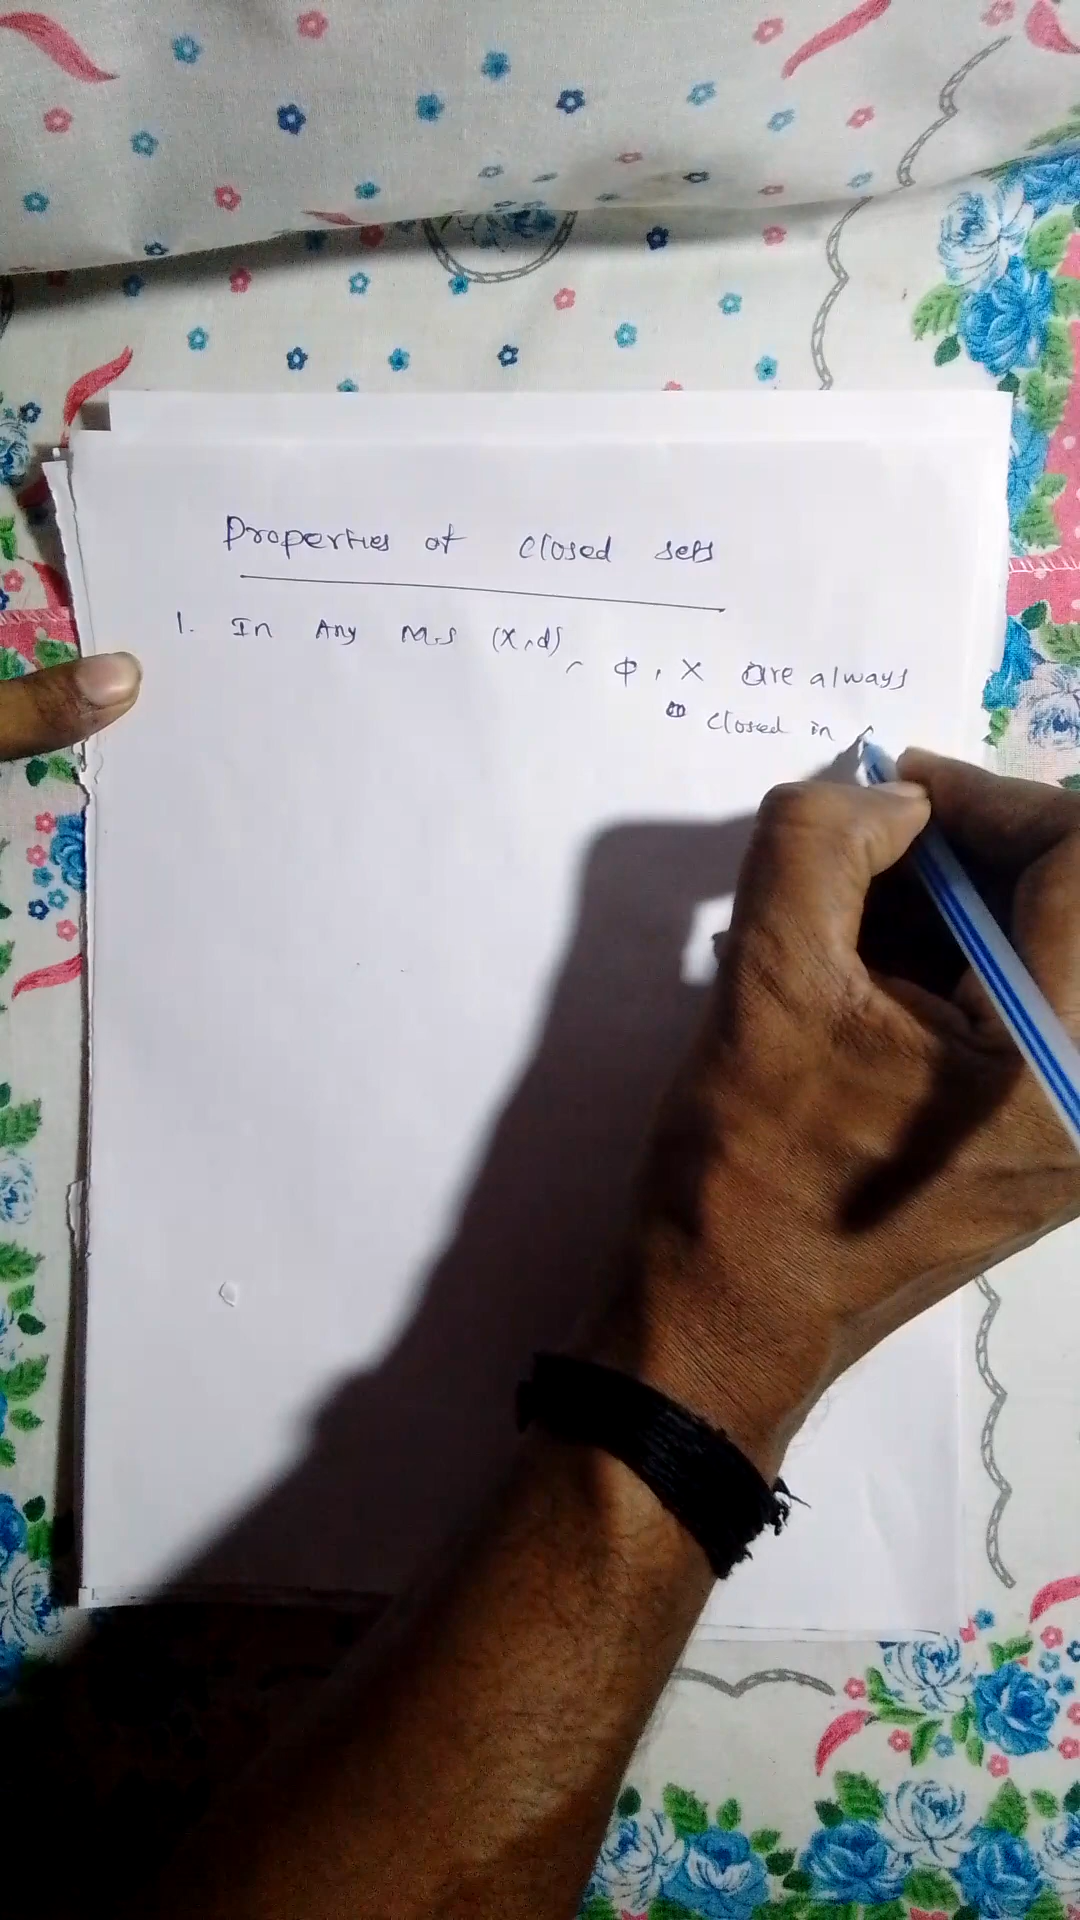 Properties of closed sets
1. In Any M.S (X,d), ϕ, X are always
closed in